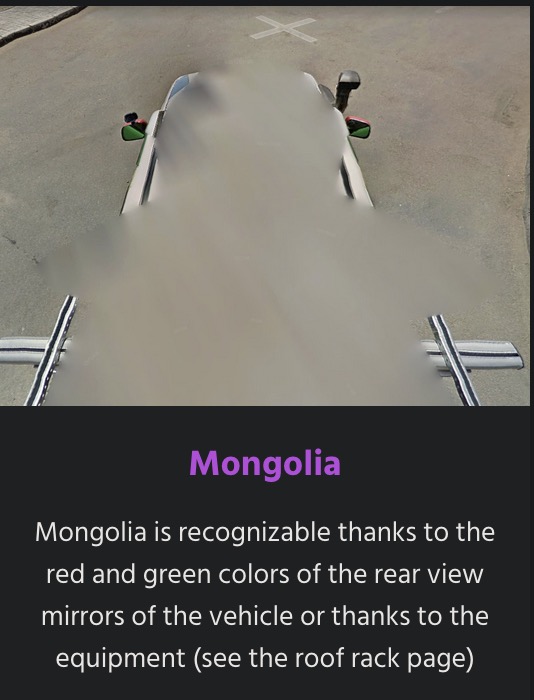 Mongolia
Mongolia is recognizable thanks to the
red and green colors of the rear view
mirrors of the vehicle or thanks to the
equipment (see the roof rack page)